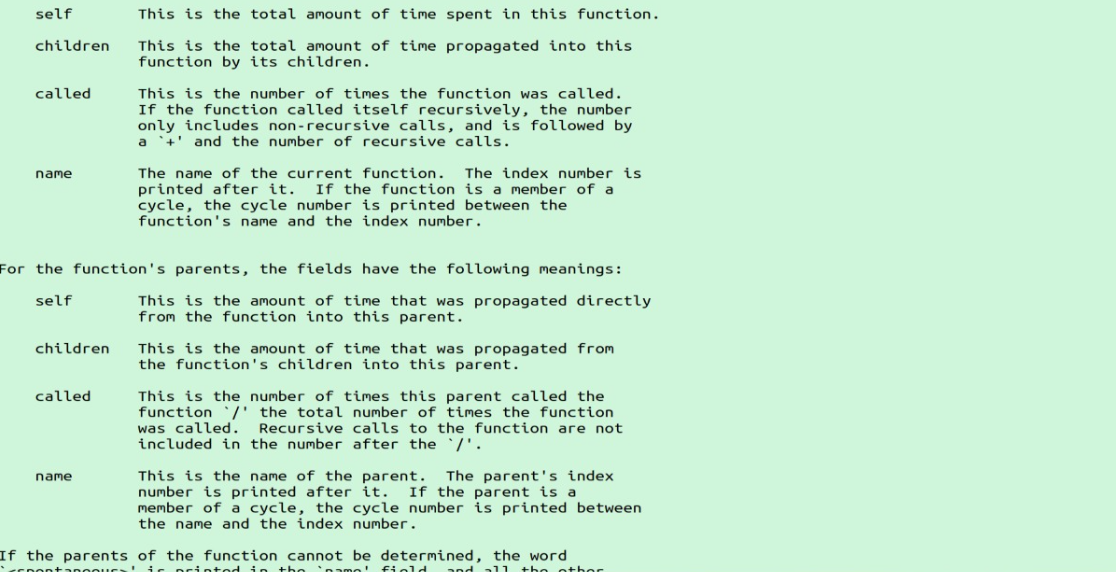 self       This is the total amount of time spent in this function.
children   This is the total amount of time propagated into this
function by its children.
called     This is the number of times the function was called.
If the function called itself recursively, the number
only includes non-recursive calls, and is followed by
a `+' and the number of recursive calls.
name       The name of the current function.  The index number is
printed after it.  If the function is a member of a
cycle, the cycle number is printed between the
function's name and the index number.
For the function's parents, the fields have the following meanings:
self       This is the amount of time that was propagated directly
from the function into this parent.
children   This is the amount of time that was propagated from
the function's children into this parent.
called     This is the number of times this parent called the
function `/' the total number of times the function
was called.  Recursive calls to the function are not
included in the number after the `/'.
name       This is the name of the parent.  The parent's index
number is printed after it.  If the parent is a
member of a cycle, the cycle number is printed between
the name and the index number.
If the parents of the function cannot be determined, the word
`<spontaneous>' is printed in the `name' field, and all the other